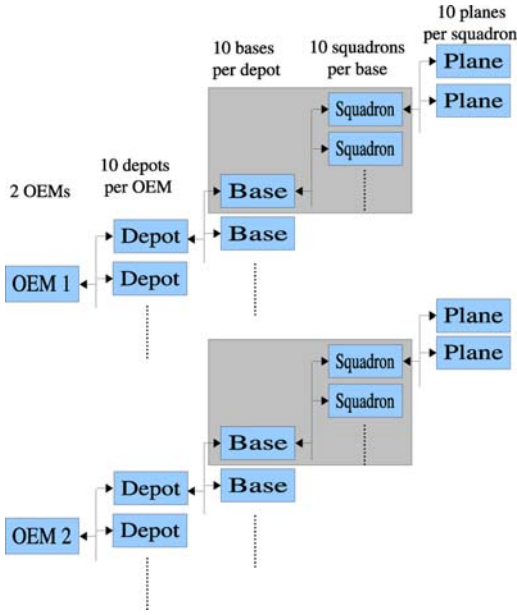 10 planes
per squadron
10 bases
per depot
10 squadrons
per base
Plane
Plane
Squadron
Squadron
2 OEMs
10 depots
per OEM
Base
Base
Depot
Depot
OEM 1
Plane
Plane
Squadron
Squadron
Base
Base
Depot
Depot
OEM 2